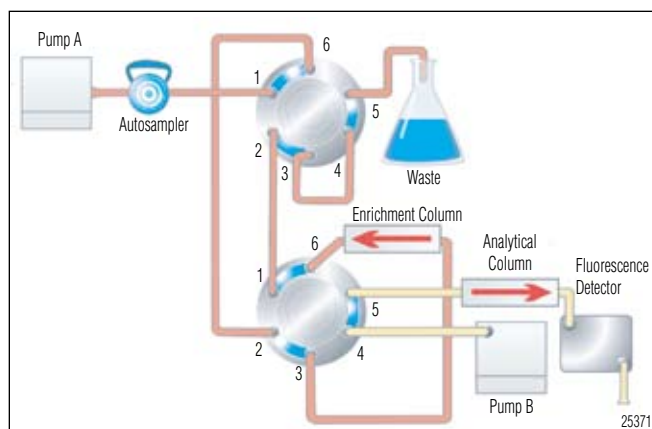 Pump A
Autosampler
1
6
5
2
3
4
Waste
Enrichment Column
6
1
2
3
4
5
Analytical
Column
Fluorescence
Detector
Pump B
25371